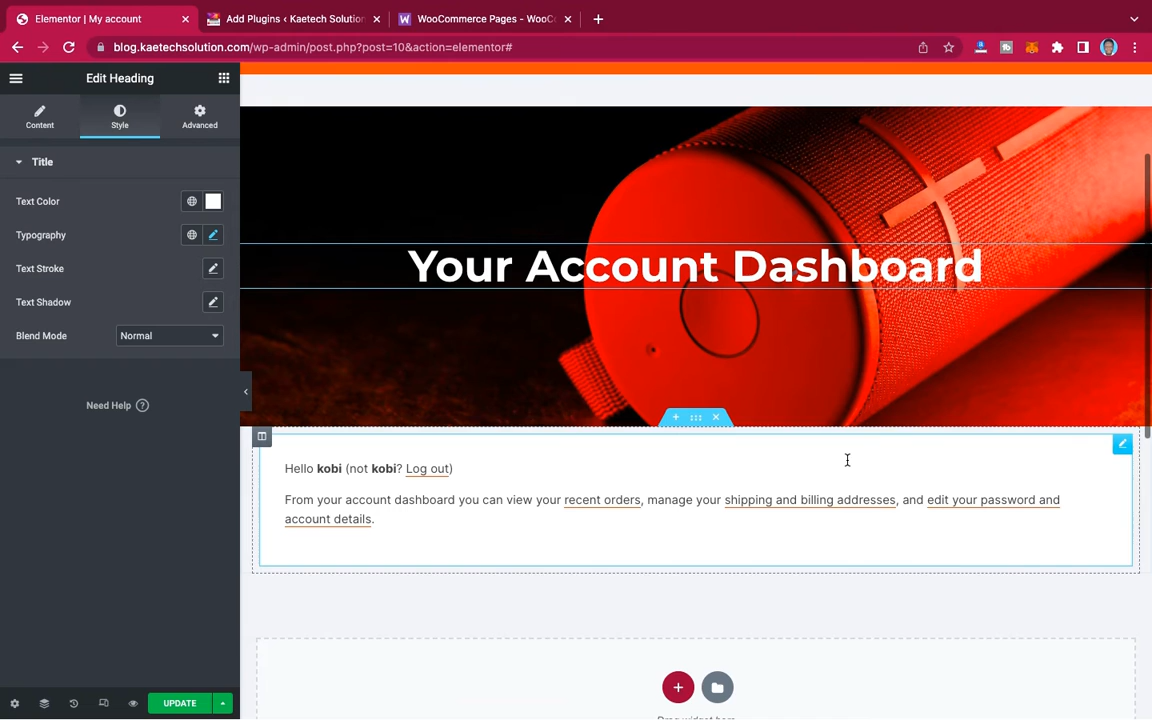 Elementor | My account
Add Plugins ‹ Kaetech Solution
WooCommerce Pages - WooCo
blog.kaetechsolution.com/wp-admin/post.php?post=10&action=elementor#
Edit Heading
Content
Style
Advanced
Title
Text Color
Typography
Text Stroke
Text Shadow
Blend Mode
Normal
Need Help
UPDATE
Your Account Dashboard
Hello kobi (not kobi? Log out)
From your account dashboard you can view your recent orders, manage your shipping and billing addresses, and edit your password and
account details.
Drag widget here